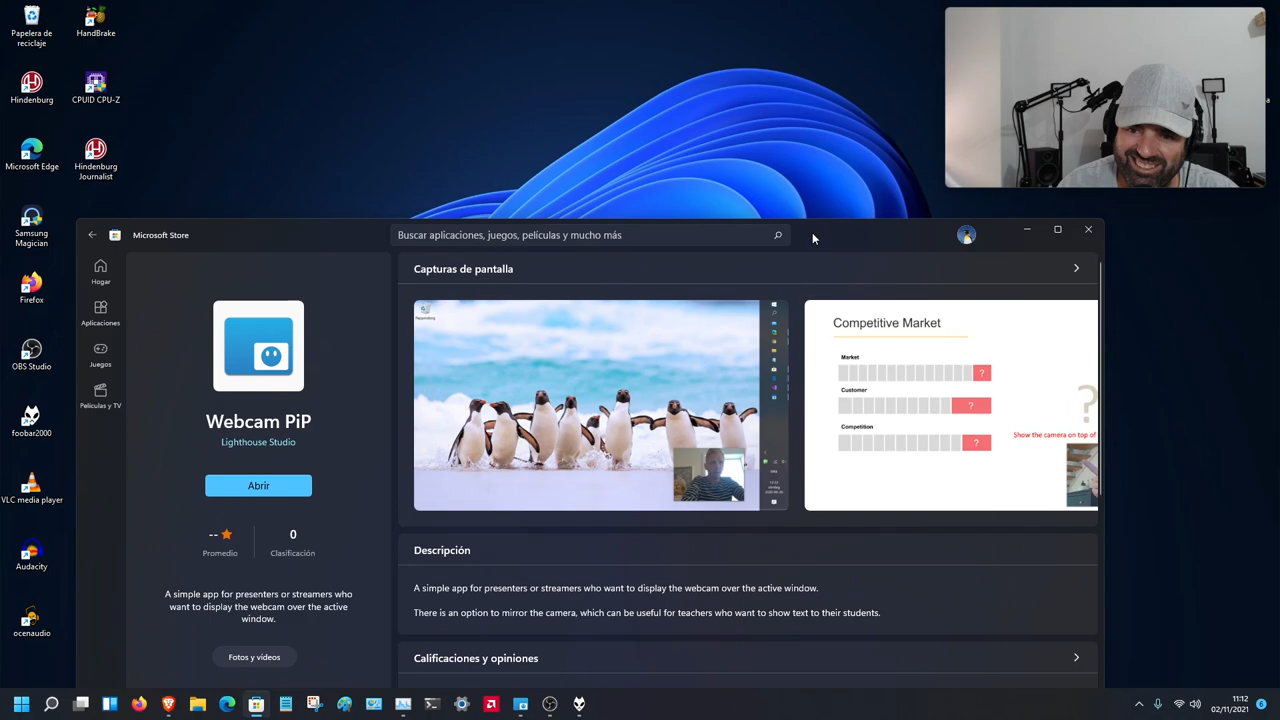 Papelera de
reciclaje
HandBrake
Hindenburg
CPUID CPU-Z
Microsoft Edge
Hindenburg
Journalist
Samsung
Magician
Firefox
OBS Studio
foobar2000
VLC media player
Audacity
ocenaudio
Microsoft Store
Buscar aplicaciones, juegos, películas y mucho más
Hogar
Aplicaciones
Juegos
Películas y TV
Webcam PiP
Lighthouse Studio
Abrir
--
Promedio
0
Clasificación
A simple app for presenters or streamers who
want to display the webcam over the active
window.
Fotos y videos
Capturas de pantalla
Competitive Market
Market
?
Customer
?
Competition
?
?
Show the camera on top of
Descripción
A simple app for presenters or streamers who want to display the webcam over the active window.
There is an option to mirror the camera, which can be useful for teachers who want to show text to their students.
Calificaciones y opiniones
11:12
02/11/2021
6